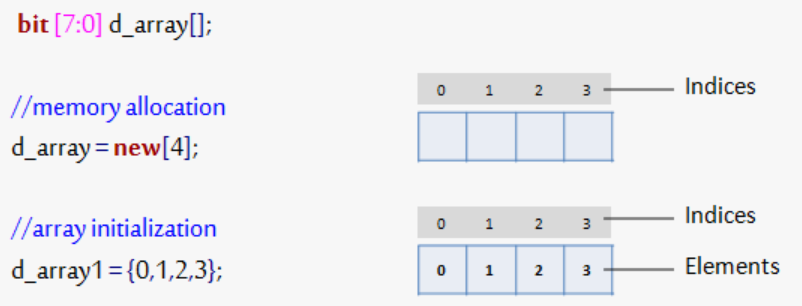 bit [7:0] d_array[];
//memory allocation
d_array = new[4];
0 1 2 3 Indices
//array initialization
d_array1 = {0,1,2,3};
0 1 2 3 Indices
0 1 2 3 Elements